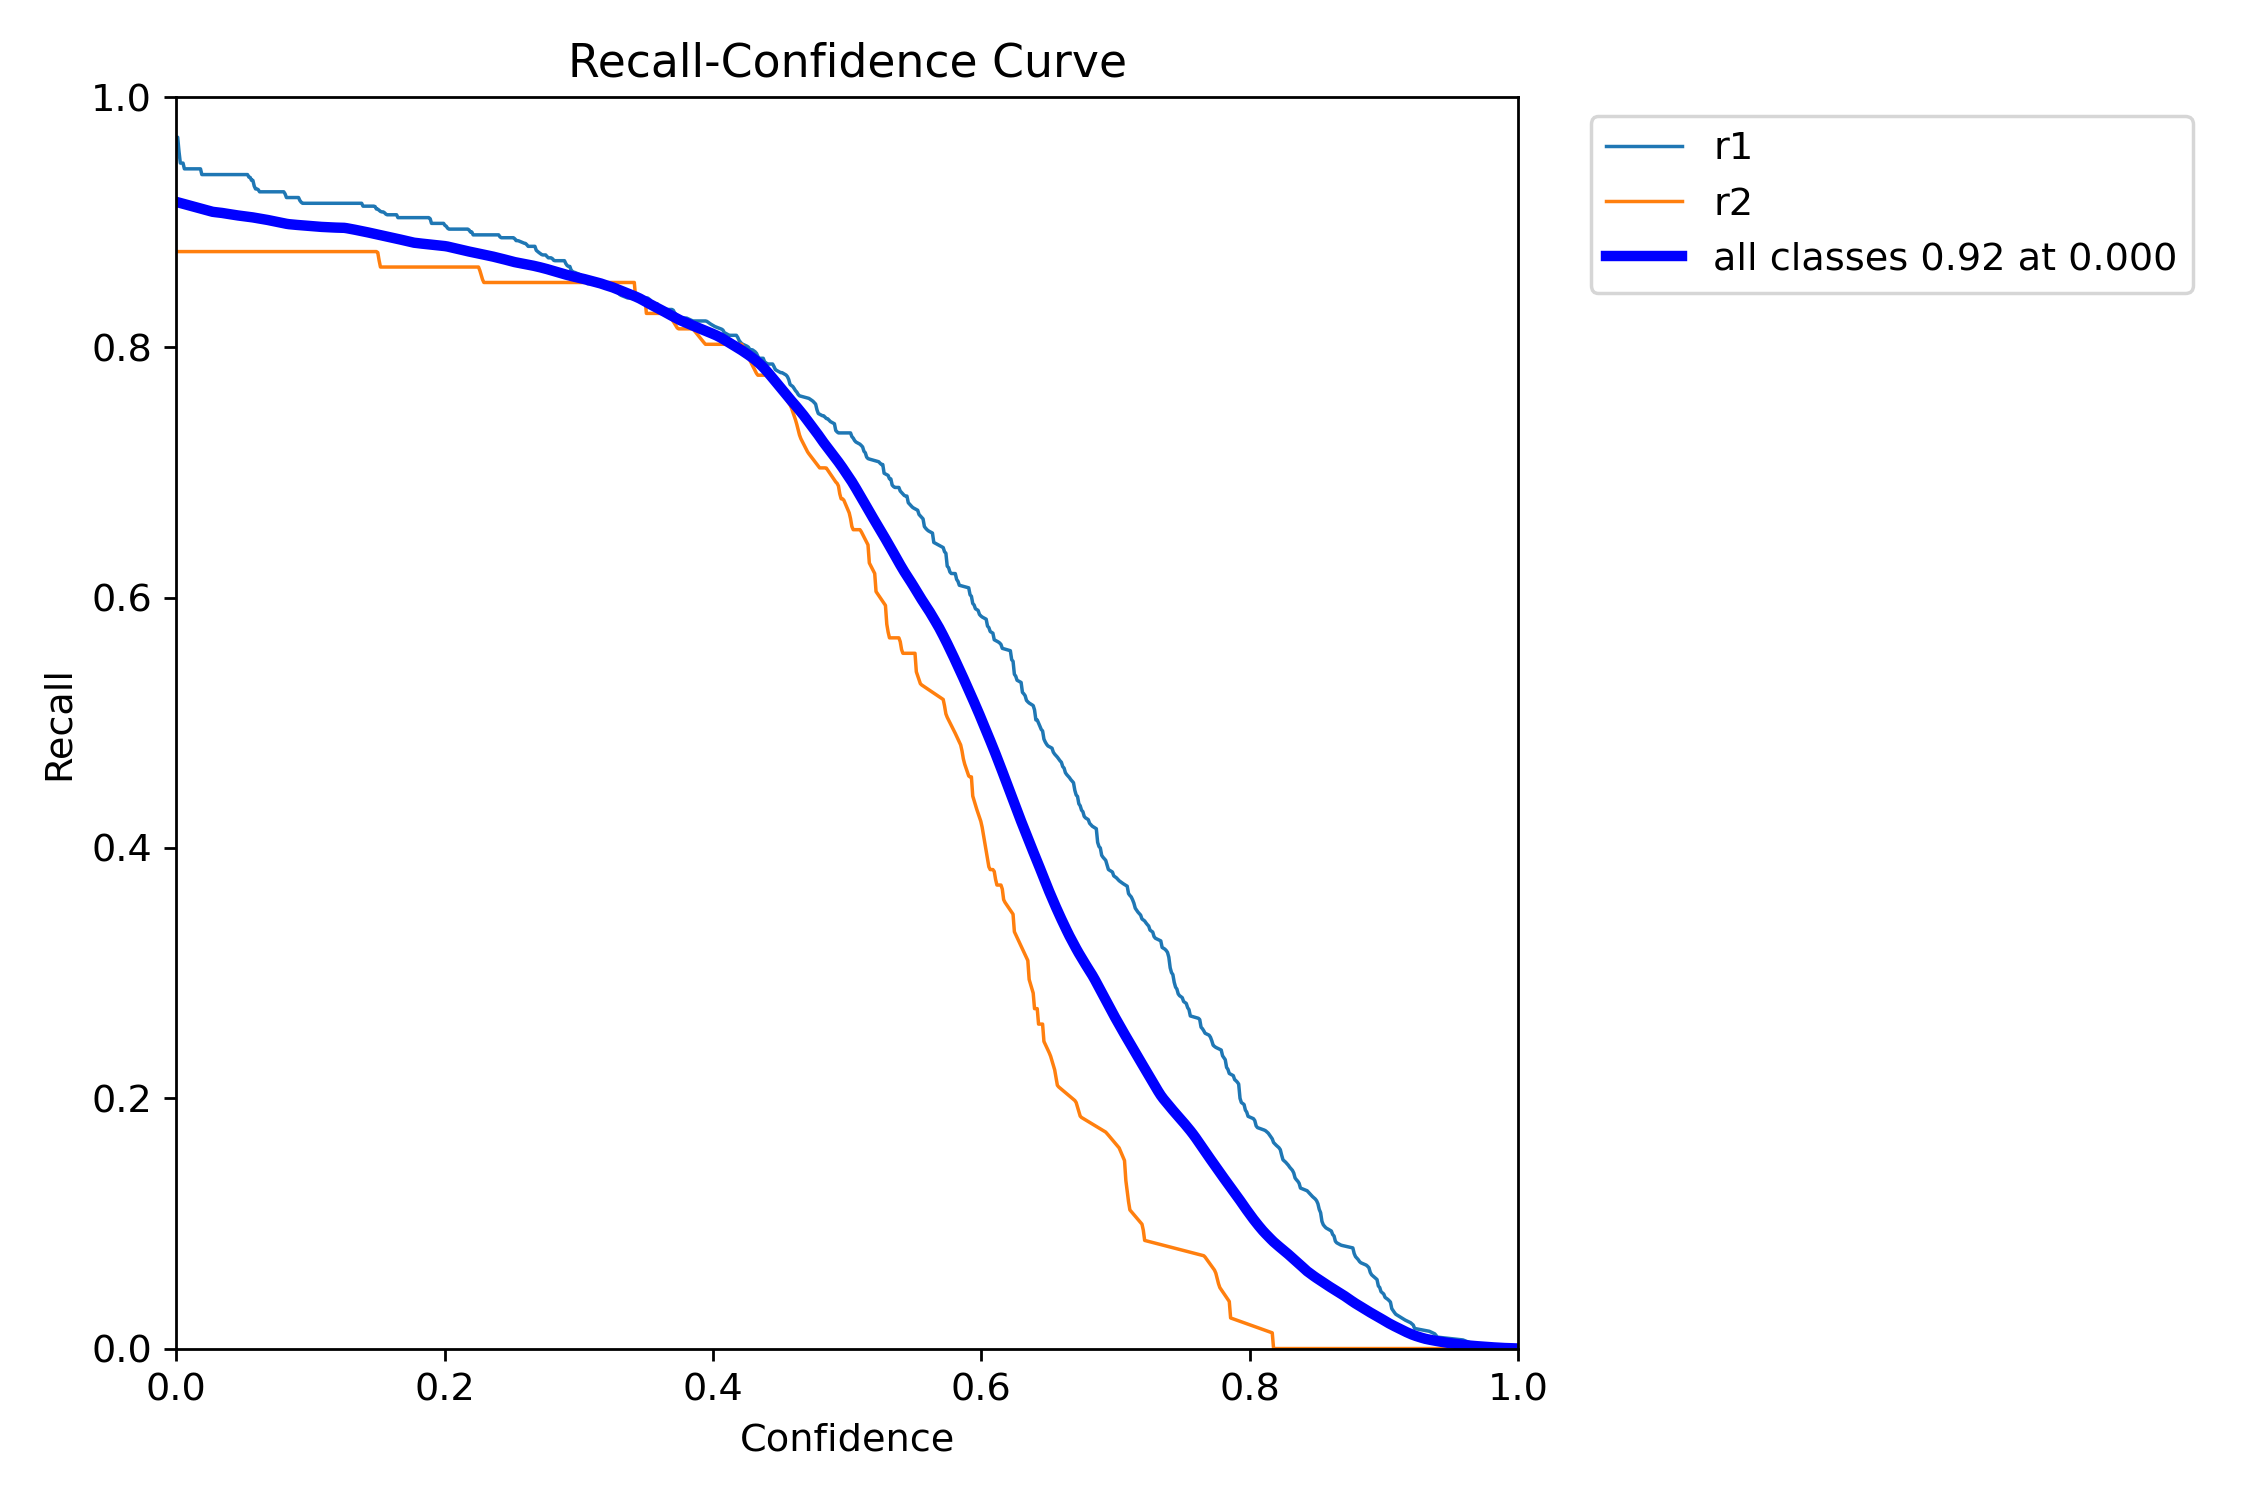 Recall-Confidence Curve
1.0
0.8
0.6
0.4
0.2
0.0
Recall
0.0 0.2 0.4 0.6 0.8 1.0
Confidence
r1
r2
all classes 0.92 at 0.000